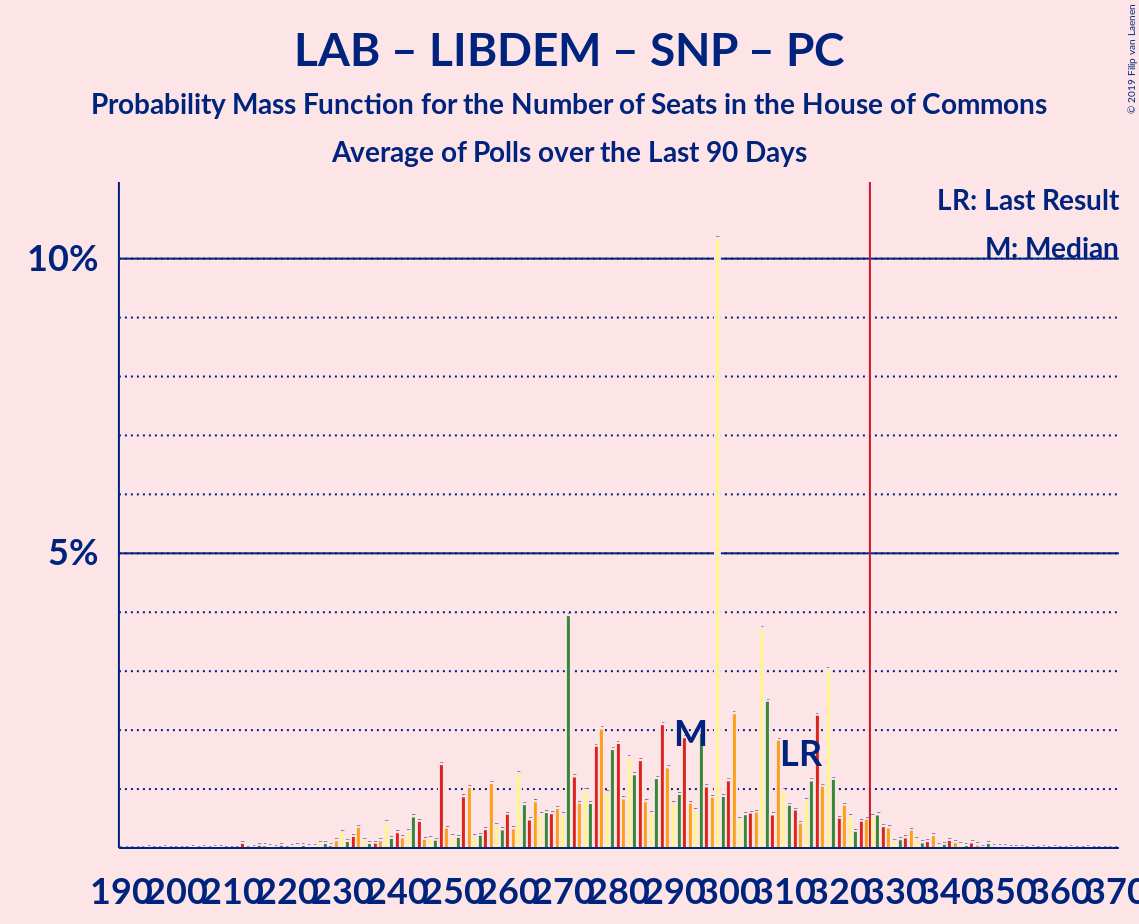 LAB – LIBDEM – SNP – PC
Probability Mass Function for the Number of Seats in the House of Commons
Average of Polls over the Last 90 Days
© 2019 Filip van Laenen
LR: Last Result
M: Median
10%
5%
M
LR
190 200 210 220 230 240 250 260 270 280 290 300 310 320 330 340 350 360 370